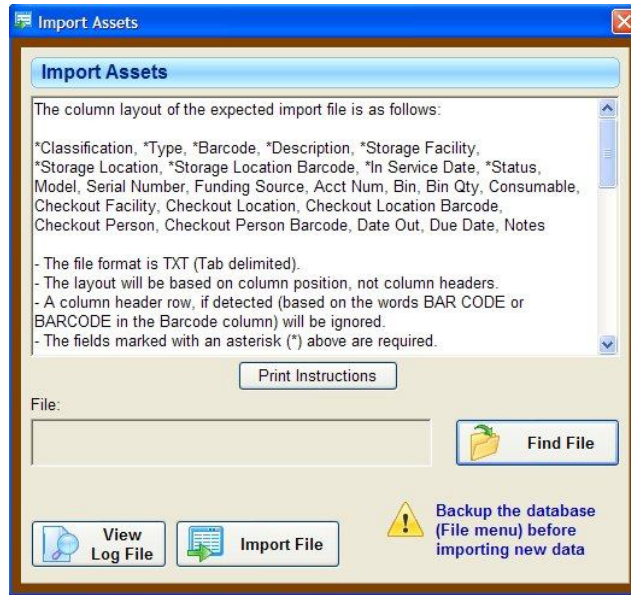 Import Assets
Import Assets
The column layout of the expected import file is as follows:
*Classification, *Type, *Barcode, *Description, *Storage Facility,
*Storage Location, *Storage Location Barcode, *In Service Date, *Status,
Model, Serial Number, Funding Source, Acct Num, Bin, Bin Qty, Consumable,
Checkout Facility, Checkout Location, Checkout Location Barcode,
Checkout Person, Checkout Person Barcode, Date Out, Due Date, Notes
- The file format is TXT (Tab delimited).
- The layout will be based on column position, not column headers.
- A column header row, if detected (based on the words BAR CODE or
BARCODE in the Barcode column) will be ignored.
- The fields marked with an asterisk (*) above are required.
Print Instructions
File:
Find File
View
Log File
Import File
Backup the database
(File menu) before
importing new data